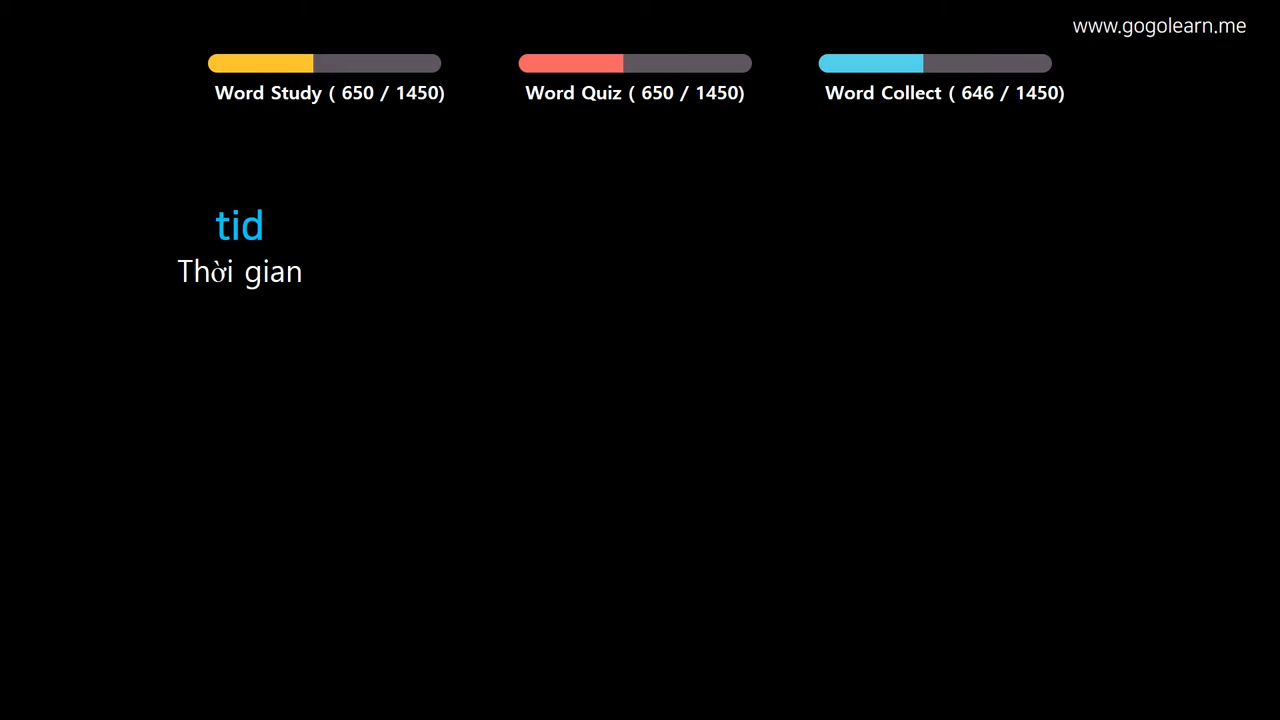 www.gogolearn.me
Word Study ( 650 / 1450)
Word Quiz ( 650 / 1450)
Word Collect ( 646 / 1450)
tid
Thời gian